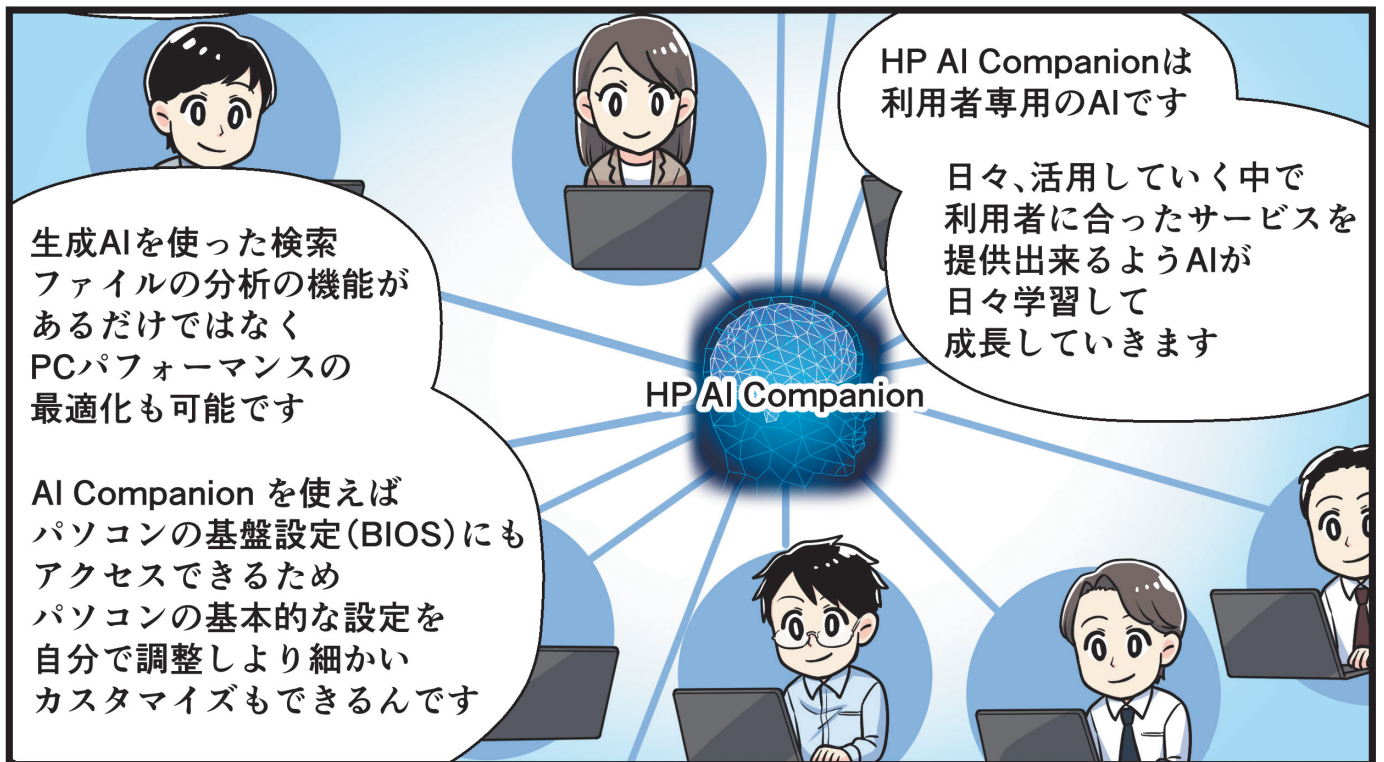 HP AI Companionは
利用者専用のAIです
日々、活用していく中で
利用者に合ったサービスを
提供出来るようAIが
日々学習して
成長していきます
生成AIを使った検索
ファイルの分析の機能が
あるだけではなく
PCパフォーマンスの
最適化も可能です
AI Companion を使えば
パソコンの基盤設定(BIOS)にも
アクセスできるため
パソコンの基本的な設定を
自分で調整しより細かい
カスタマイズもできるんです
HP AI Companion